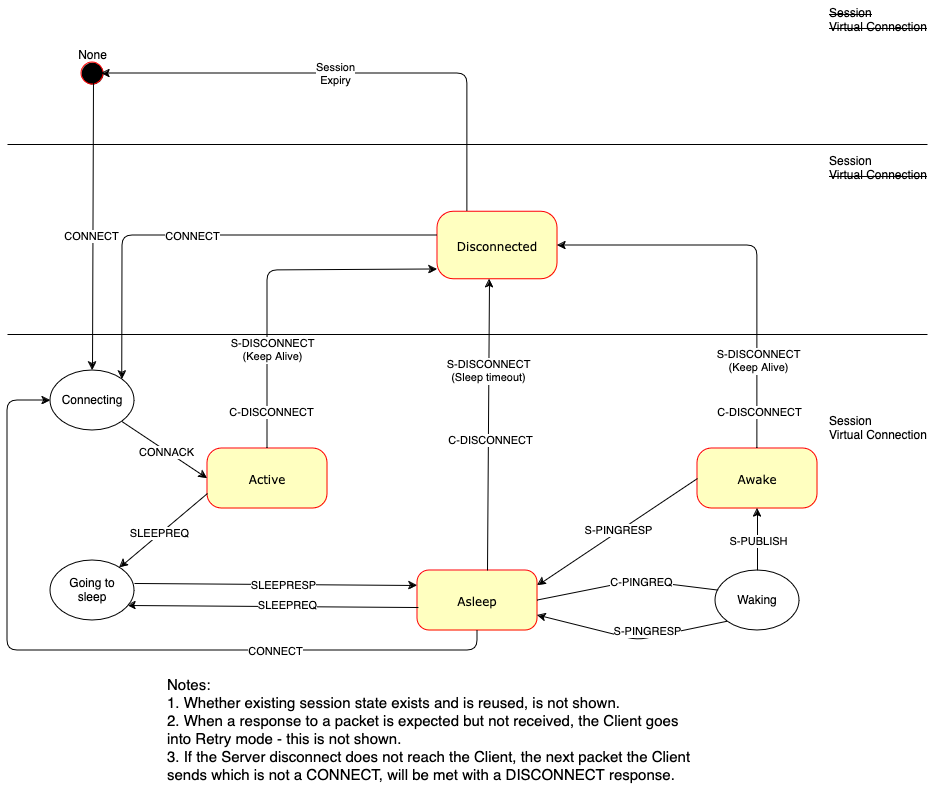 Session
Virtual Connection
None
Session
Expiry
Session
Virtual Connection
CONNECT
CONNECT
Disconnected
S-DISCONNECT
(Keep Alive)
S-DISCONNECT
(Sleep timeout)
S-DISCONNECT
(Keep Alive)
Connecting
C-DISCONNECT
C-DISCONNECT
C-DISCONNECT
Session
Virtual Connection
CONNACK
Active
Awake
SLEEPREQ
S-PINGRESP
S-PUBLISH
Going to
sleep
SLEEPRESP
SLEEPREQ
Asleep
C-PINGREQ
Waking
S-PINGRESP
CONNECT
Notes:
1. Whether existing session state exists and is reused, is not shown.
2. When a response to a packet is expected but not received, the Client goes
into Retry mode - this is not shown.
3. If the Server disconnect does not reach the Client, the next packet the Client
sends which is not a CONNECT, will be met with a DISCONNECT response.